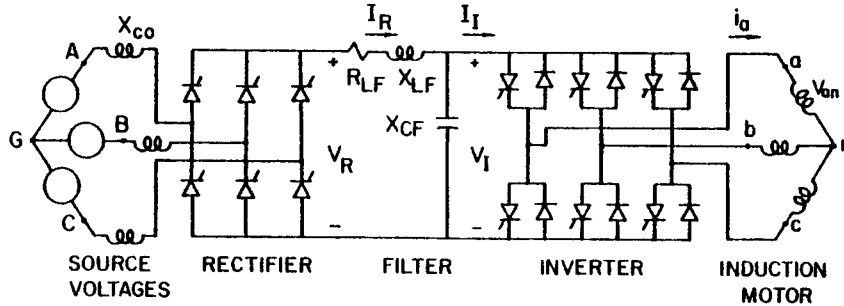 X_co
I_R
I_I
i_a
A
a
+
R_LF
X_LF
+
V_an
X_CF
G
B
b
n
V_R
V_I
C
c
−
−
SOURCE VOLTAGES
RECTIFIER
FILTER
INVERTER
INDUCTION MOTOR